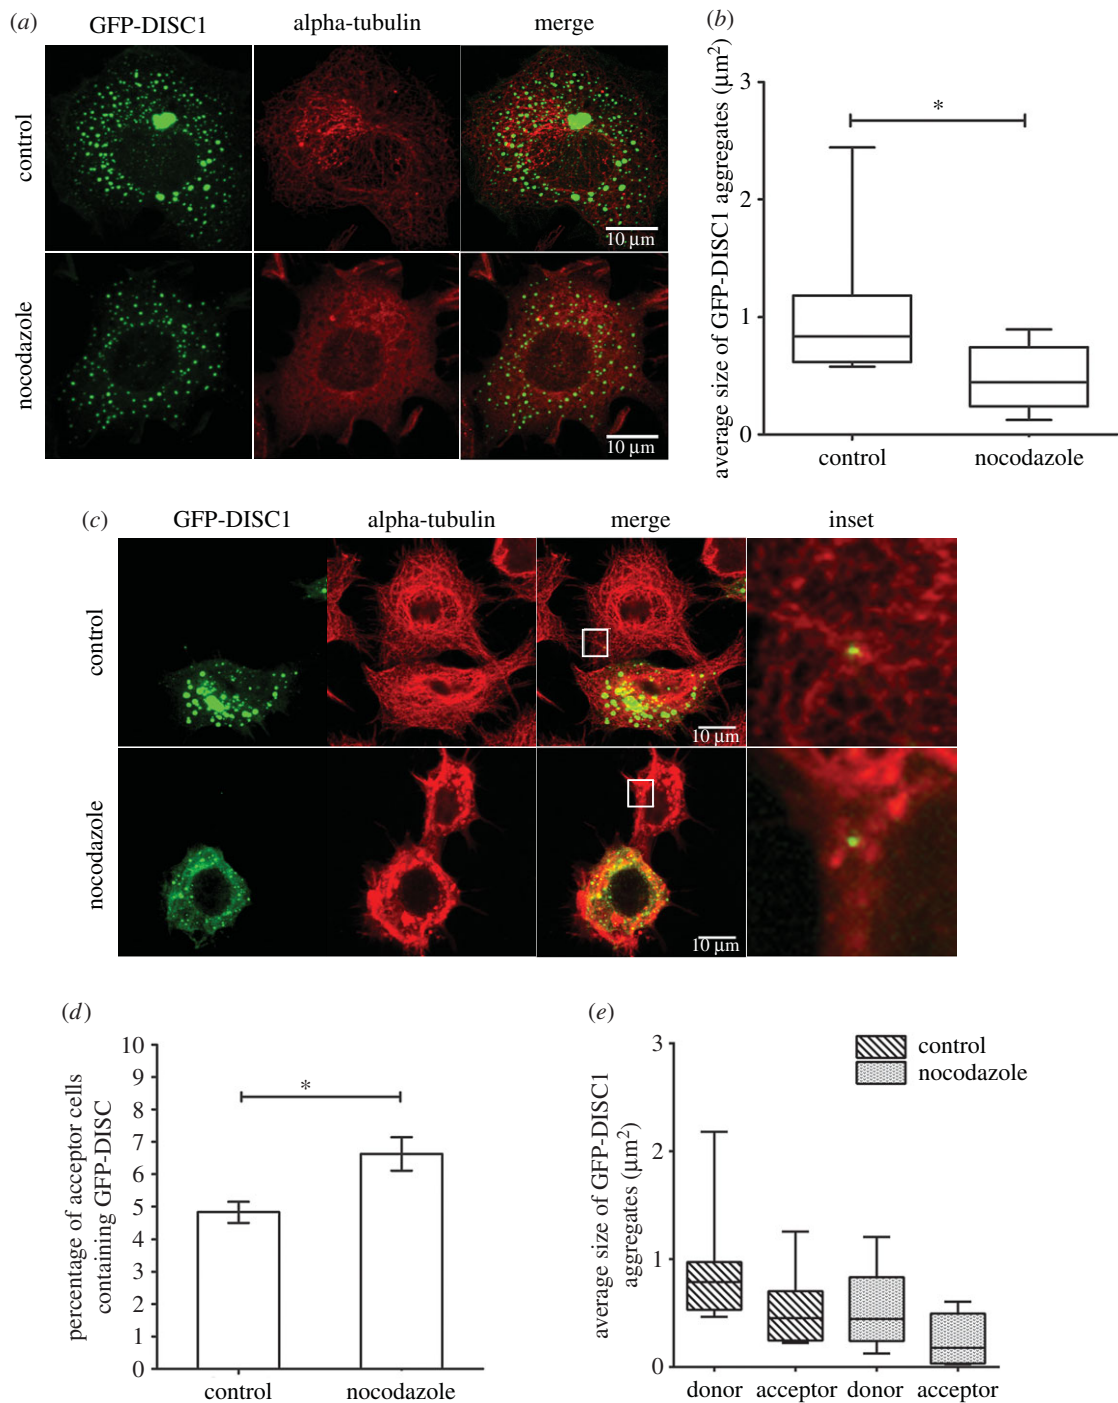 (a)
GFP-DISC1 alpha-tubulin merge
control
10 µm
nocodazole
10 µm
(b)
average size of GFP-DISC1 aggregates (µm²)
3
2
1
0
*
control nocodazole
(c)
GFP-DISC1 alpha-tubulin merge inset
control
10 µm
nocodazole
10 µm
(d)
percentage of acceptor cells
containing GFP-DISC
10
9
8
7
6
5
4
3
2
1
0
*
control nocodazole
(e)
control
nocodazole
average size of GFP-DISC1
aggregates (µm²)
3
2
1
0
donor acceptor donor acceptor